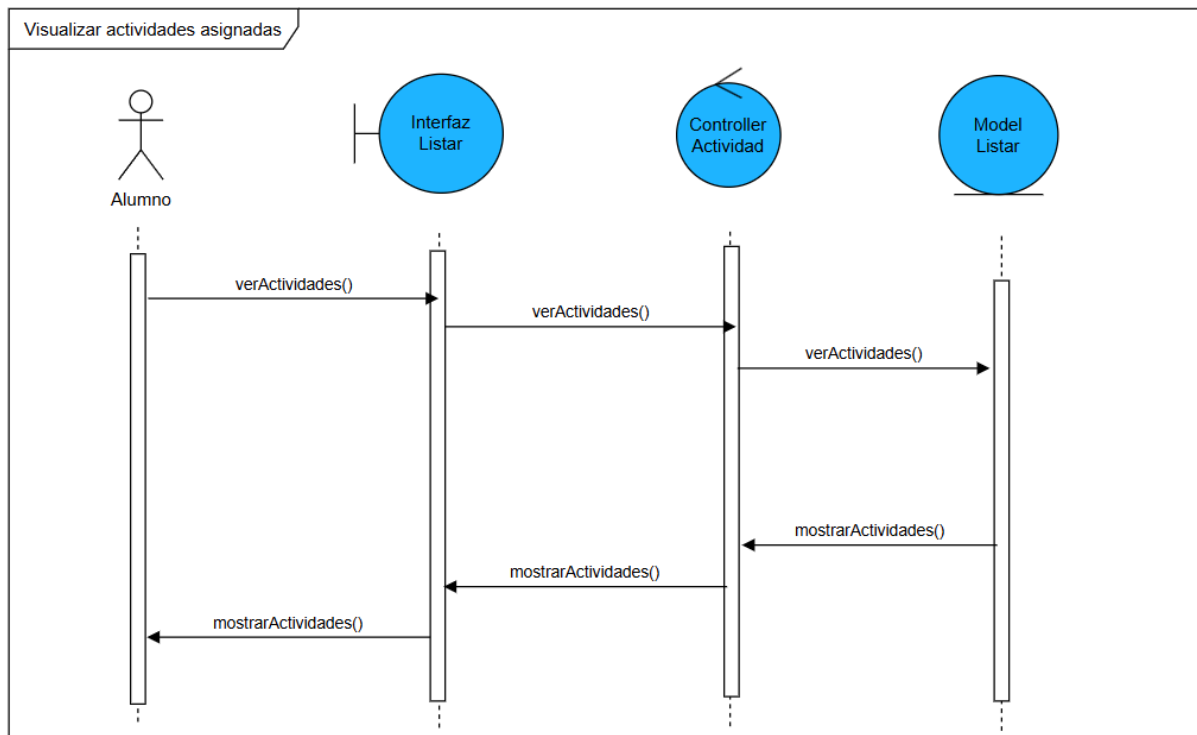 Visualizar actividades asignadas
Interfaz
Listar
Controller
Actividad
Model
Listar
Alumno
verActividades()
verActividades()
verActividades()
mostrarActividades()
mostrarActividades()
mostrarActividades()